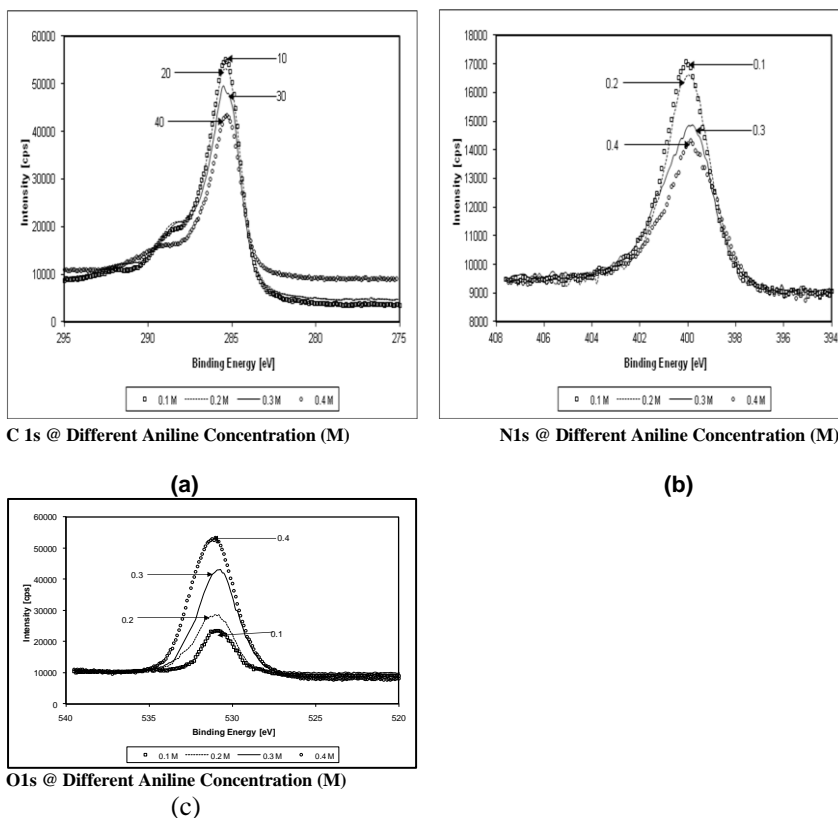 60000
50000
40000
30000
20000
10000
0
Intensity [cps]
10
20
30
40
295 290 285 280 275
Binding Energy [eV]
0.1 M 0.2 M 0.3 M 0.4 M
C 1s @ Different Aniline Concentration (M)
(a)
18000
17000
16000
15000
14000
13000
12000
11000
10000
9000
8000
Intensity [cps]
0.1
0.2
0.3
0.4
408 406 404 402 400 398 396 394
Binding Energy [eV]
0.1 M 0.2 M 0.3 M 0.4 M
N1s @ Different Aniline Concentration (M)
(b)
60000
50000
40000
30000
20000
10000
0
Intensity [cps]
0.4
0.3
0.2
0.1
540 535 530 525 520
Binding Energy [eV]
0.1 M 0.2 M 0.3 M 0.4 M
O1s @ Different Aniline Concentration (M)
(c)